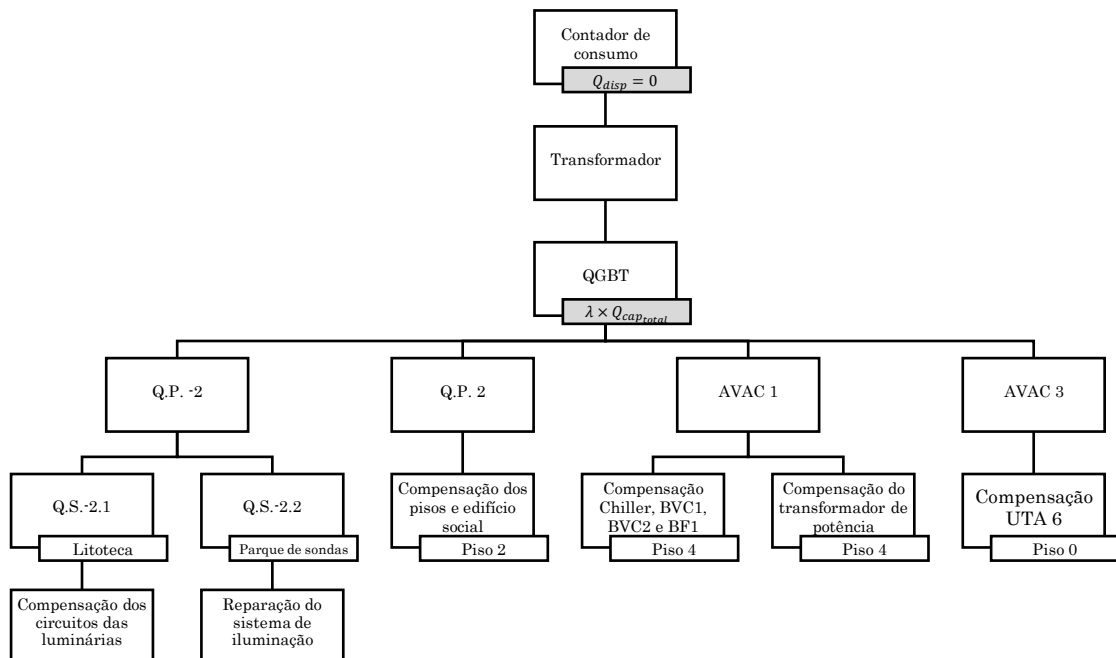 Contador de
consumo
Q_disp = 0
Transformador
QGBT
λ × Q_cap_total
Q.P. -2
Q.P. 2
AVAC 1
AVAC 3
Q.S.-2.1
Litoteca
Q.S.-2.2
Parque de sondas
Compensação dos
pisos e edifício
social
Piso 2
Compensação
Chiller, BVC1,
BVC2 e BF1
Piso 4
Compensação do
transformador de
potência
Piso 4
Compensação
UTA 6
Piso 0
Compensação dos
circuitos das
luminárias
Reparação do
sistema de
iluminação